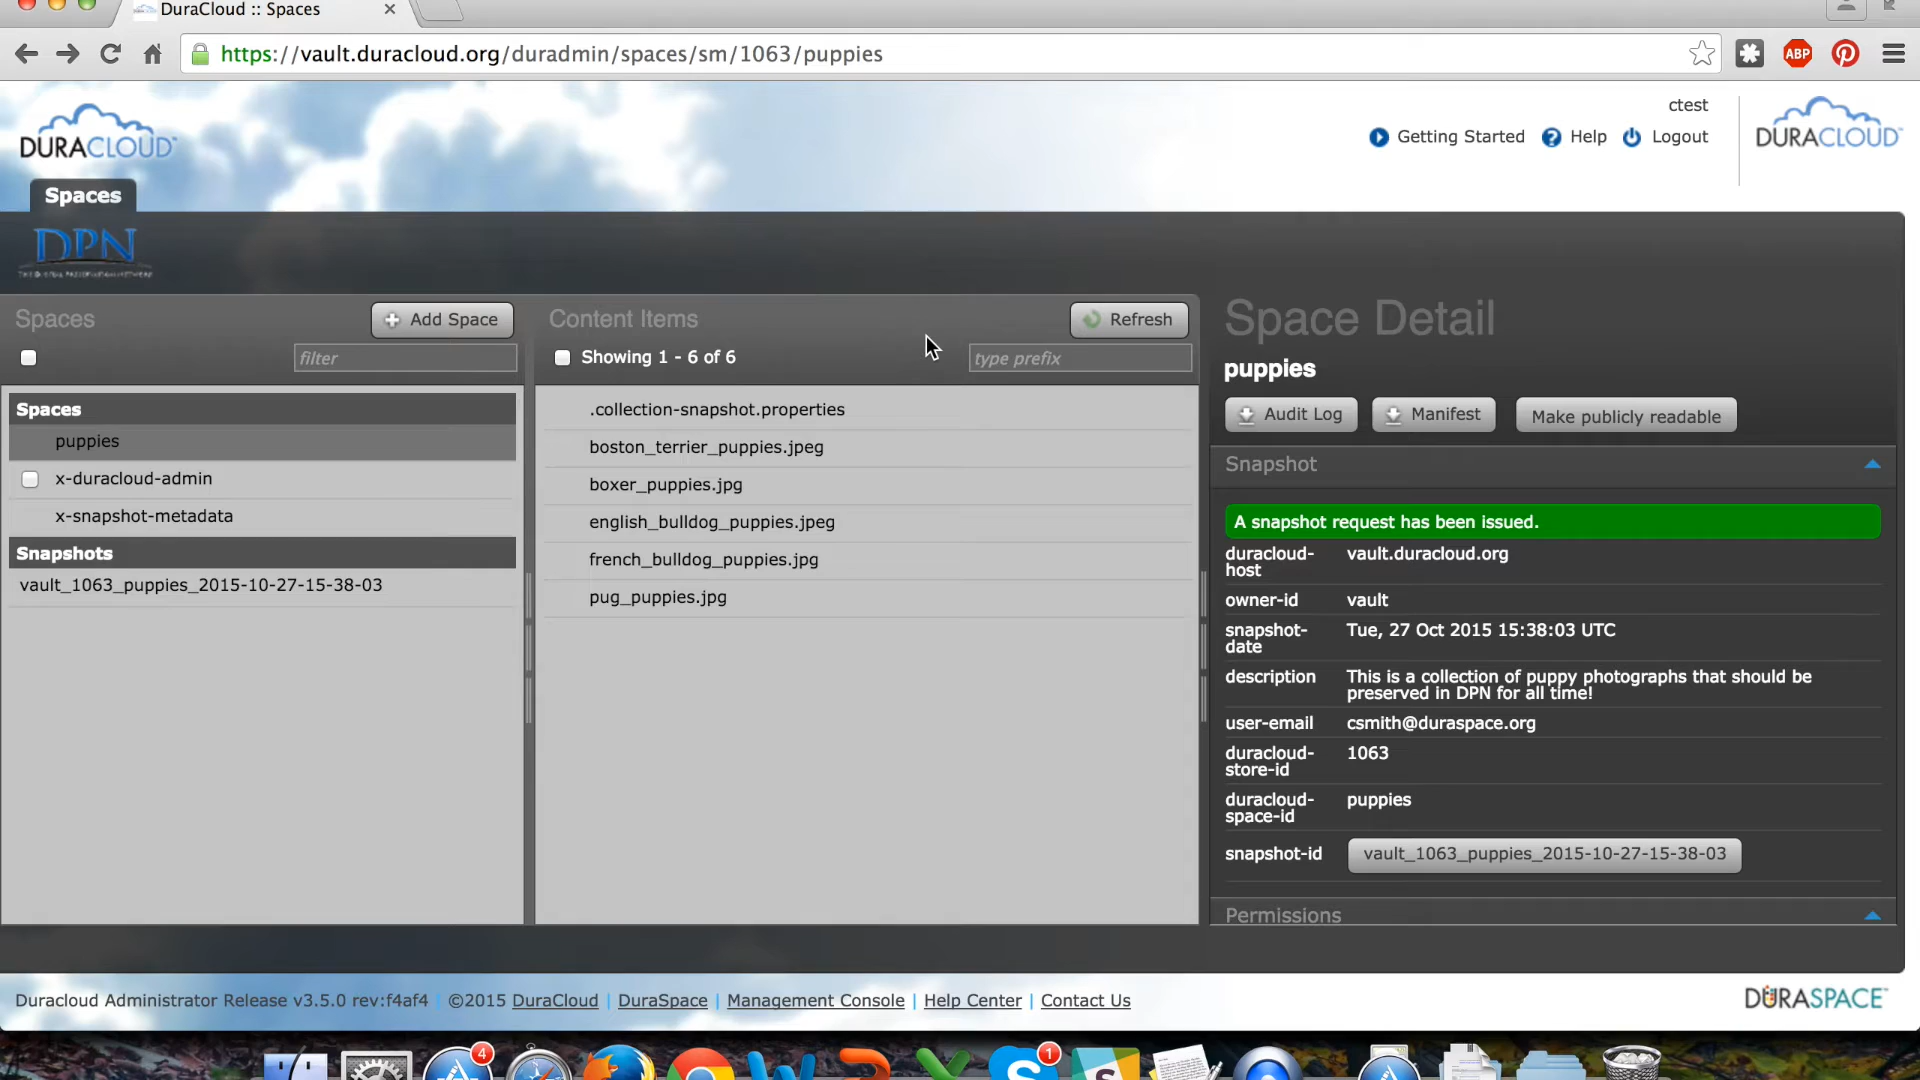 DuraCloud :: Spaces
https://vault.duracloud.org/duradmin/spaces/sm/1063/puppies
ABP
DURACLOUD
ctest
Getting Started
Help
Logout
DURACLOUD
Spaces
DPN
Spaces
Add Space
filter
Content Items
Refresh
Showing 1 - 6 of 6
type prefix
Space Detail
puppies
Audit Log
Manifest
Make publicly readable
Spaces
puppies
x-duracloud-admin
x-snapshot-metadata
Snapshots
vault_1063_puppies_2015-10-27-15-38-03
.collection-snapshot.properties
boston_terrier_puppies.jpeg
boxer_puppies.jpg
english_bulldog_puppies.jpeg
french_bulldog_puppies.jpg
pug_puppies.jpg
Snapshot
A snapshot request has been issued.
duracloud-host vault.duracloud.org
owner-id vault
snapshot-date Tue, 27 Oct 2015 15:38:03 UTC
description This is a collection of puppy photographs that should be
preserved in DPN for all time!
user-email csmith@duraspace.org
duracloud-store-id 1063
duracloud-space-id puppies
snapshot-id vault_1063_puppies_2015-10-27-15-38-03
Permissions
Duracloud Administrator Release v3.5.0 rev:f4af4 | ©2015 DuraCloud | DuraSpace | Management Console | Help Center | Contact Us
DURASPACE
4
1